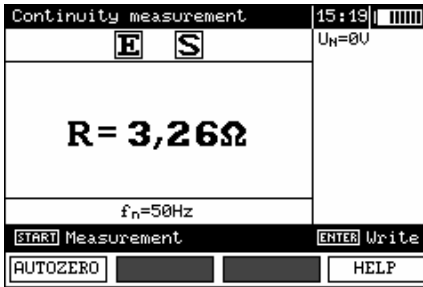 Continuity measurement 15:19
E S
U_N=0V
R= 3,26Ω
f_n=50Hz
START Measurement ENTER Write
AUTOZERO HELP